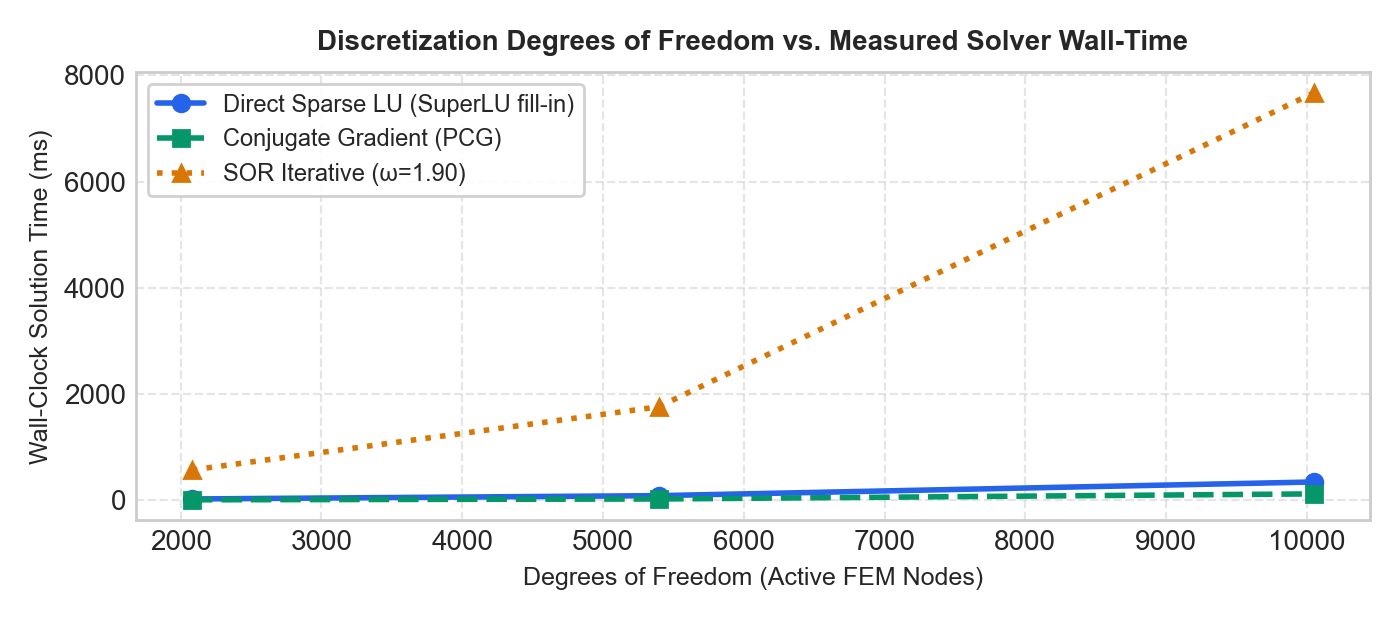 Discretization Degrees of Freedom vs. Measured Solver Wall-Time
Wall-Clock Solution Time (ms)
8000
6000
4000
2000
0
Direct Sparse LU (SuperLU fill-in)
Conjugate Gradient (PCG)
SOR Iterative (ω=1.90)
2000 3000 4000 5000 6000 7000 8000 9000 10000
Degrees of Freedom (Active FEM Nodes)